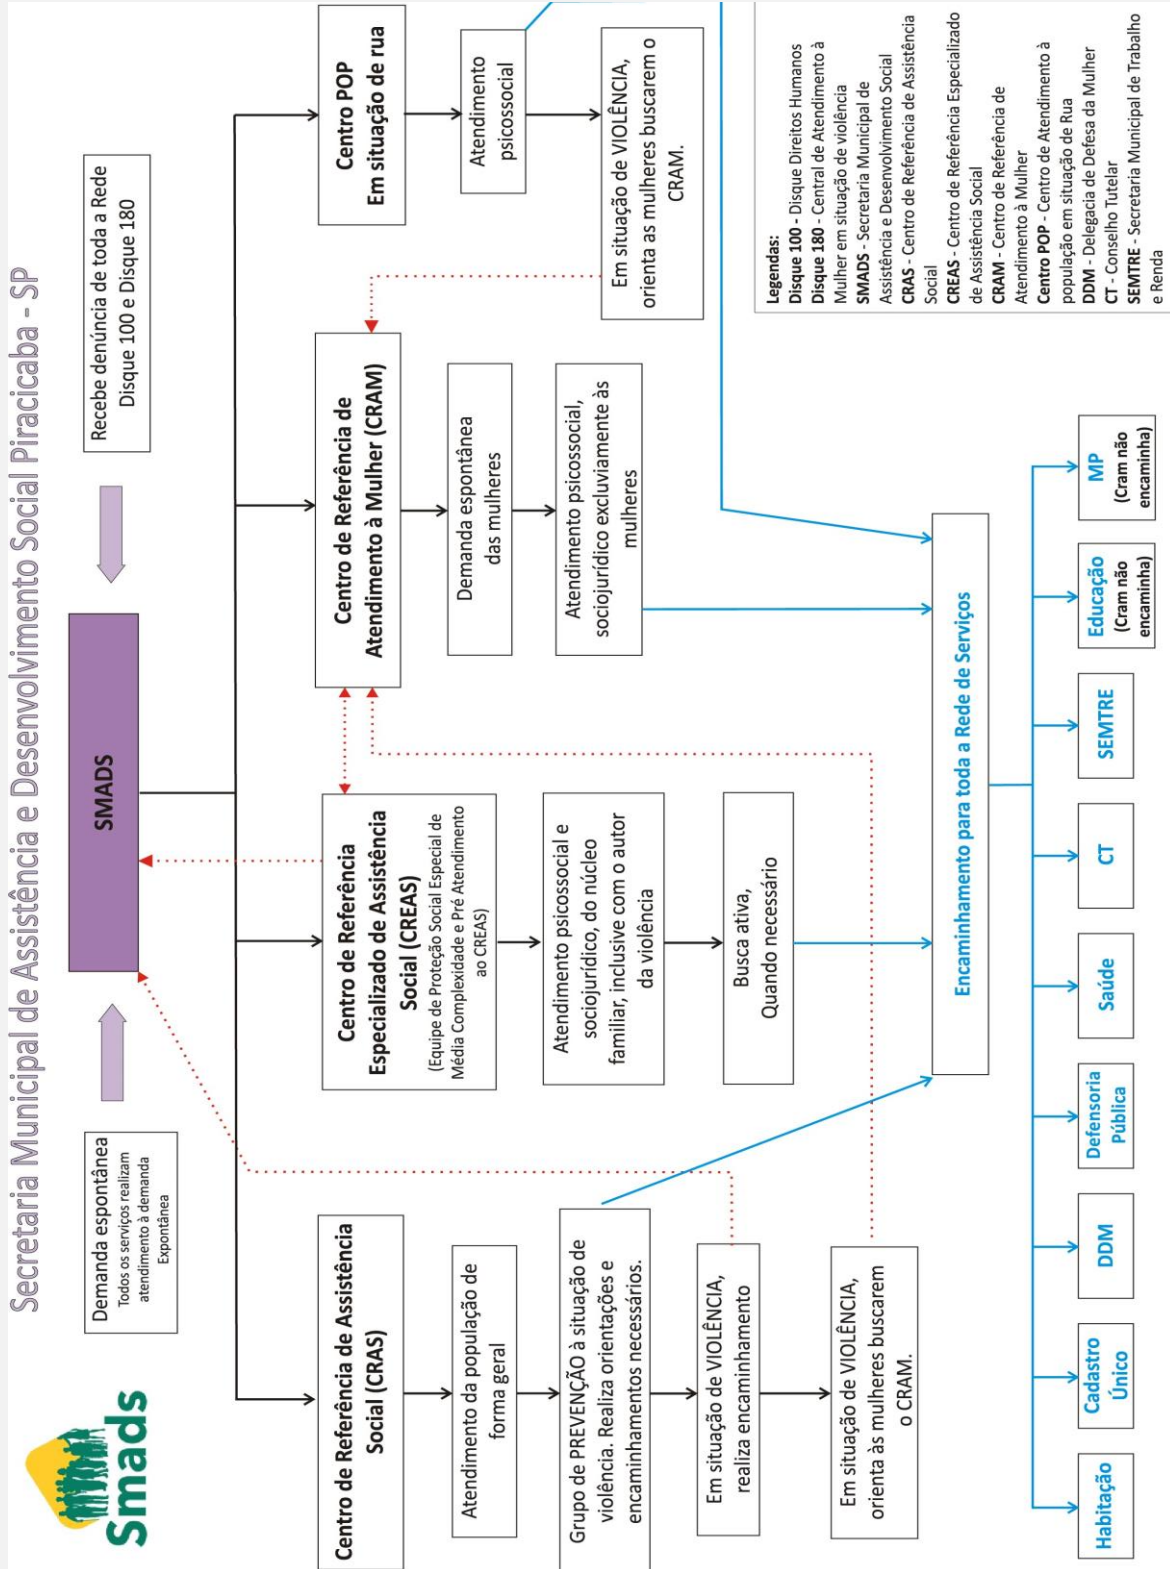 Secretaria Municipal de Assistência e Desenvolvimento Social Piracicaba - SP
Smads
Demanda espontânea
Todos os serviços realizam
atendimento à demanda
Expontânea
SMADS
Recebe denúncia de toda a Rede
Disque 100 e Disque 180
Centro de Referência de Assistência
Social (CRAS)
Atendimento da população de
forma geral
Grupo de PREVENÇÃO à situação de
violência. Realiza orientações e
encaminhamentos necessários.
Em situação de VIOLÊNCIA,
realiza encaminhamento
Em situação de VIOLÊNCIA,
orienta às mulheres buscarem
o CRAM.
Centro de Referência
Especializado de Assistência
Social (CREAS)
(Equipe de Proteção Social Especial de
Média Complexidade e Pré Atendimento
ao CREAS)
Atendimento psicossocial e
sociojurídico, do núcleo
familiar, inclusive com o autor
da violência
Busca ativa,
Quando necessário
Centro de Referência de
Atendimento à Mulher (CRAM)
Demanda espontânea
das mulheres
Atendimento psicossocial,
sociojurídico excluviamente às
mulheres
Centro POP
Em situação de rua
Atendimento
psicossocial
Em situação de VIOLÊNCIA,
orienta as mulheres buscarem o
CRAM.
Encaminhamento para toda a Rede de Serviços
Habitação
Cadastro
Único
DDM
Defensoria
Pública
Saúde
CT
SEMTRE
Educação
(Cram não
encaminha)
MP
(Cram não
encaminha)
Legendas:
Disque 100 - Disque Direitos Humanos
Disque 180 - Central de Atendimento à
Mulher em situação de violência
SMADS - Secretaria Municipal de
Assistência e Desenvolvimento Social
CRAS - Centro de Referência de Assistência
Social
CREAS - Centro de Referência Especializado
de Assistência Social
CRAM - Centro de Referência de
Atendimento à Mulher
Centro POP - Centro de Atendimento à
população em situação de Rua
DDM - Delegacia de Defesa da Mulher
CT - Conselho Tutelar
SEMTRE - Secretaria Municipal de Trabalho
e Renda